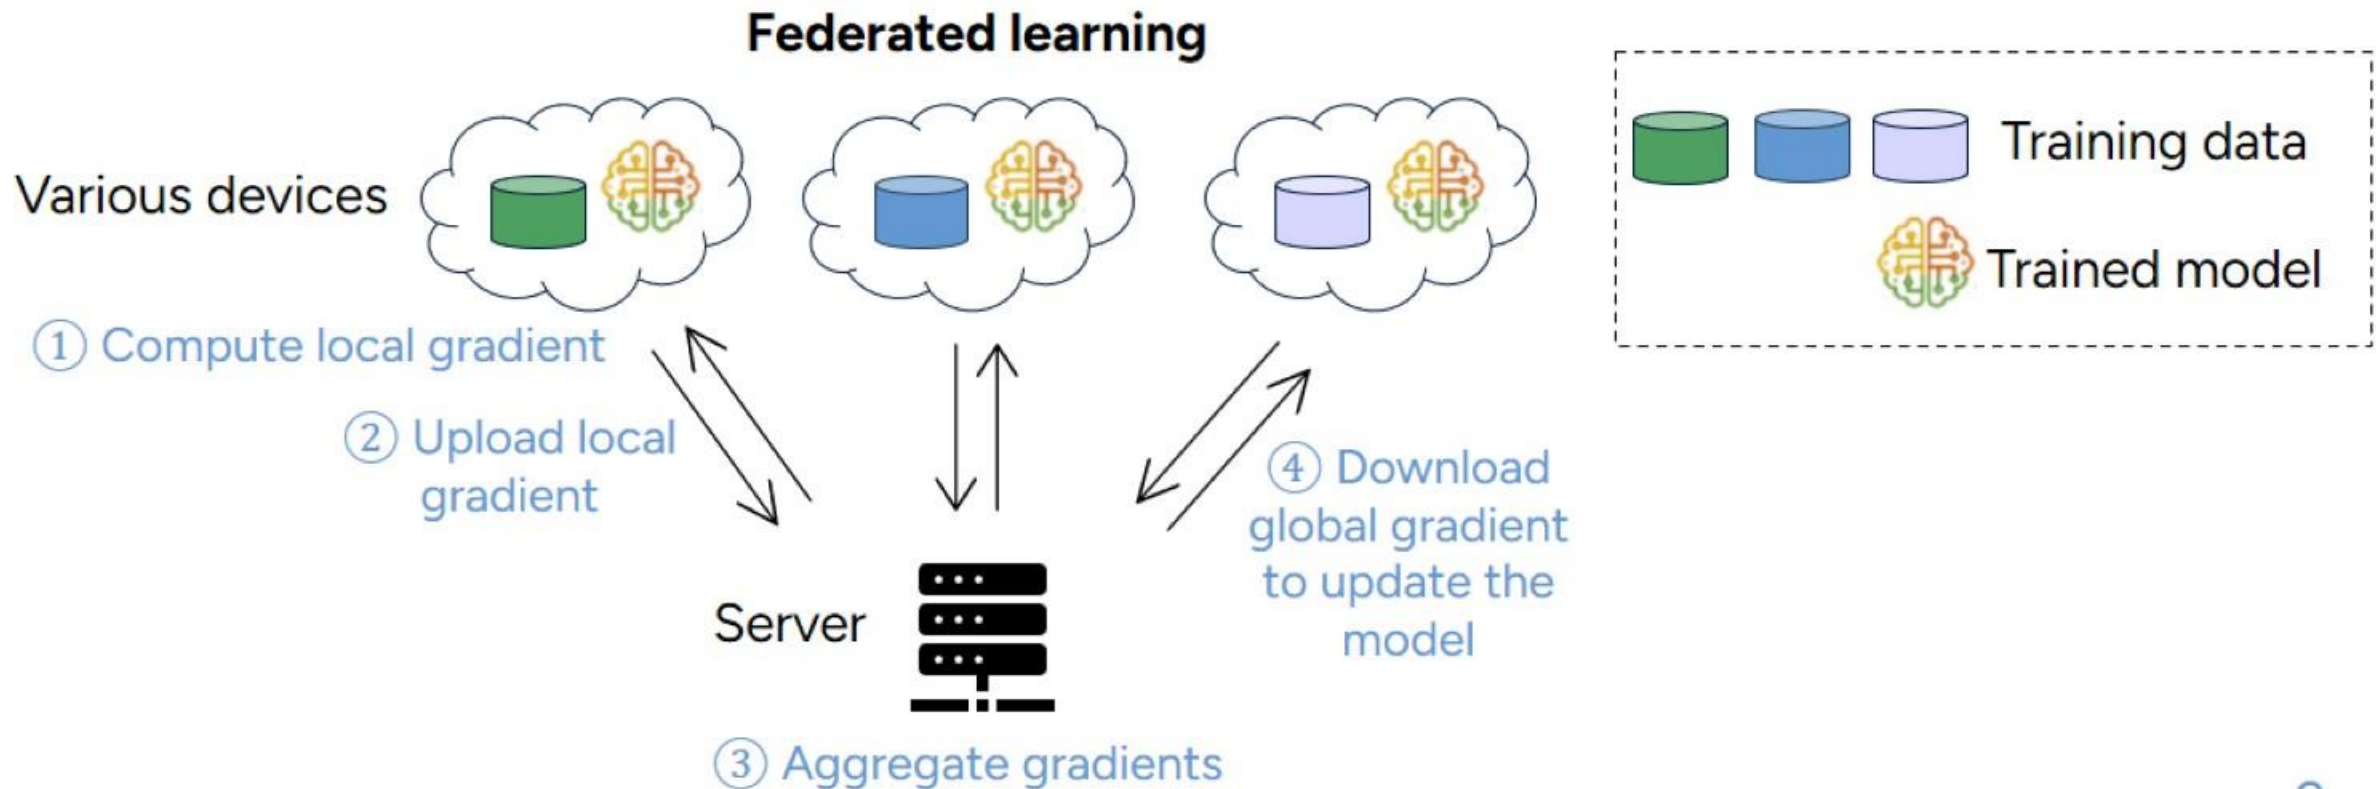 Federated learning
Various devices
Training data
Trained model
① Compute local gradient
② Upload local
gradient
④ Download
global gradient
to update the
model
Server
③ Aggregate gradients